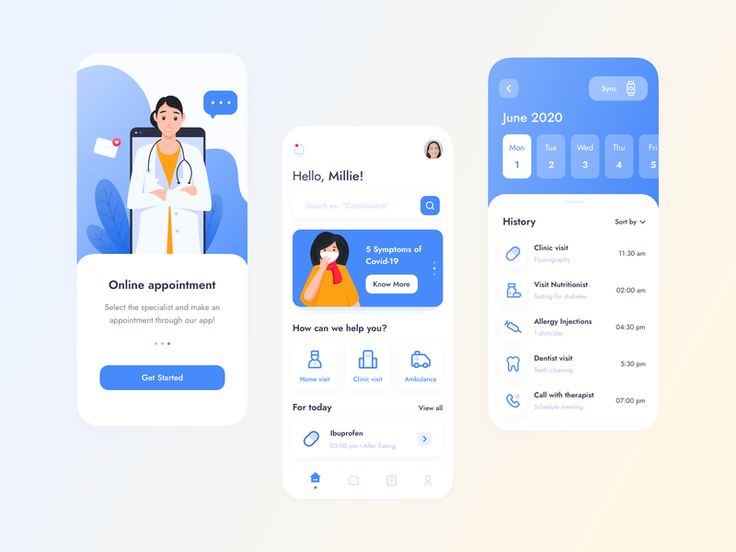 Online appointment
Select the specialist and make an
appointment through our app!
Get Started
Hello, Millie!
Search ex. "Coronavirus"
5 Symptoms of
Covid-19
Know More
How can we help you?
Home visit
Clinic visit
Ambulance
For today
View all
Ibuprofen
03:00 pm • After Eating
Sync
June 2020
Mon Tue Wed Thu Fri
1 2 3 4 5
History
Sort by
Clinic visit
Fluorography
11:30 am
Visit Nutritionist
Testing for diabetes
02:00 am
Allergy Injections
1 shot/day
04:30 pm
Dentist visit
Teeth cleaning
5:30 pm
Call with therapist
Schedule meeting
07:00 pm